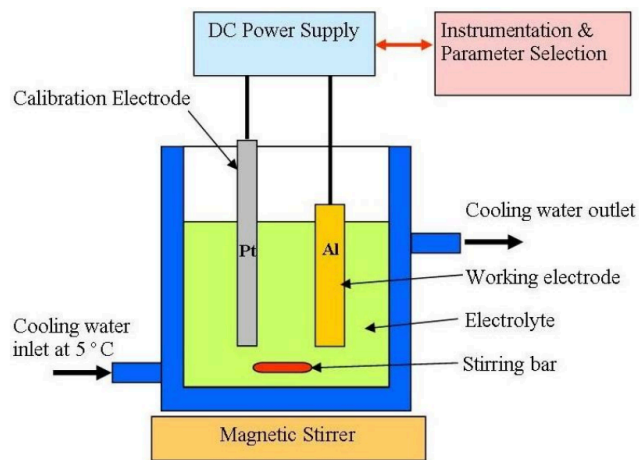 DC Power Supply
Instrumentation &
Parameter Selection
Calibration Electrode
Cooling water outlet
Pt
Al
Working electrode
Cooling water
inlet at 5°C
Electrolyte
Stirring bar
Magnetic Stirrer